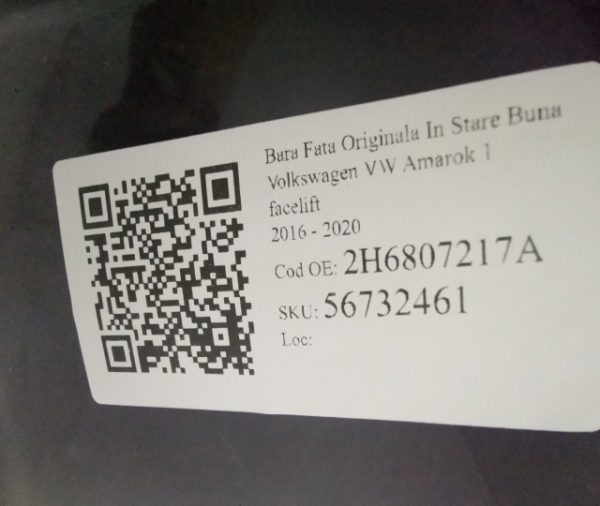 Bara Fata Originala In Stare Buna
Volkswagen VW Amarok 1
facelift
2016 - 2020
Cod OE: 2H6807217A
SKU: 56732461
Loc: